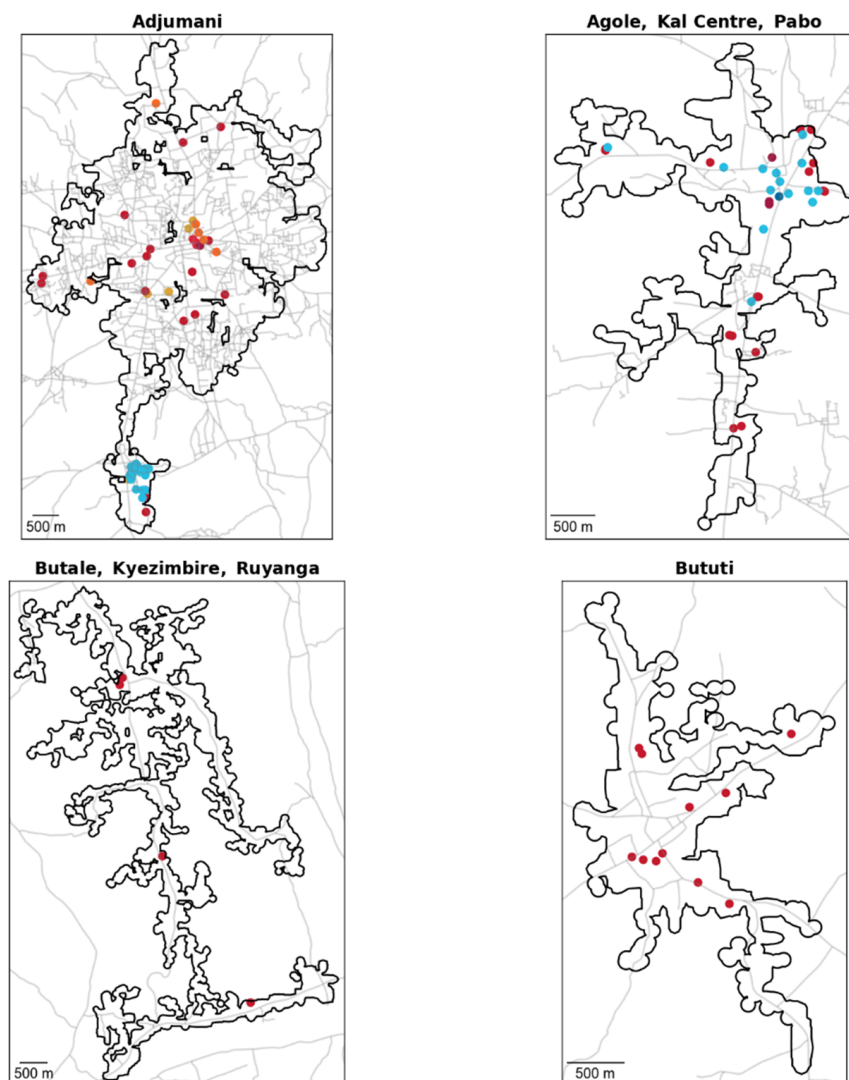 Adjumani
Agole, Kal Centre, Pabo
500 m
500 m
Butale, Kyezimbire, Ruyanga
Bututi
500 m
500 m